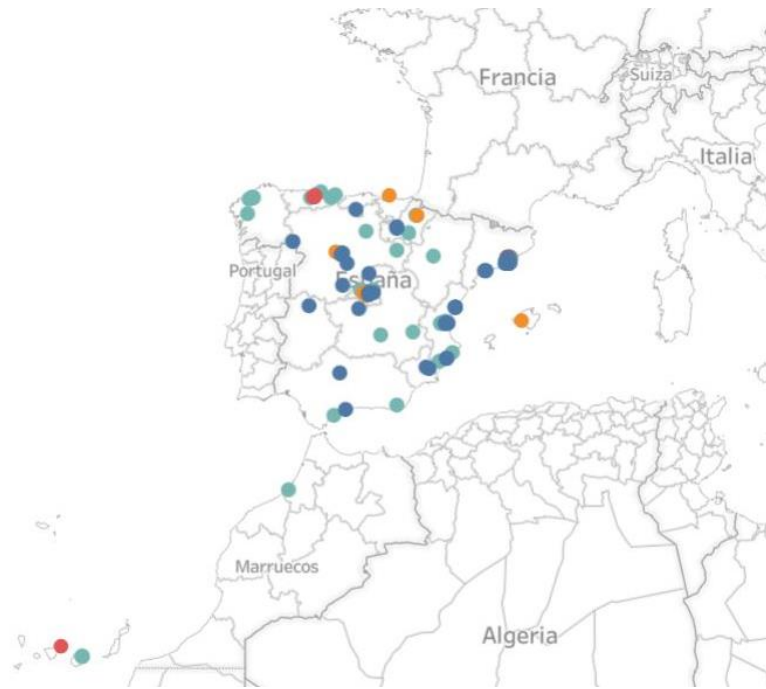 Francia
Suiza
Italia
Portugal
España
Marruecos
Algeria